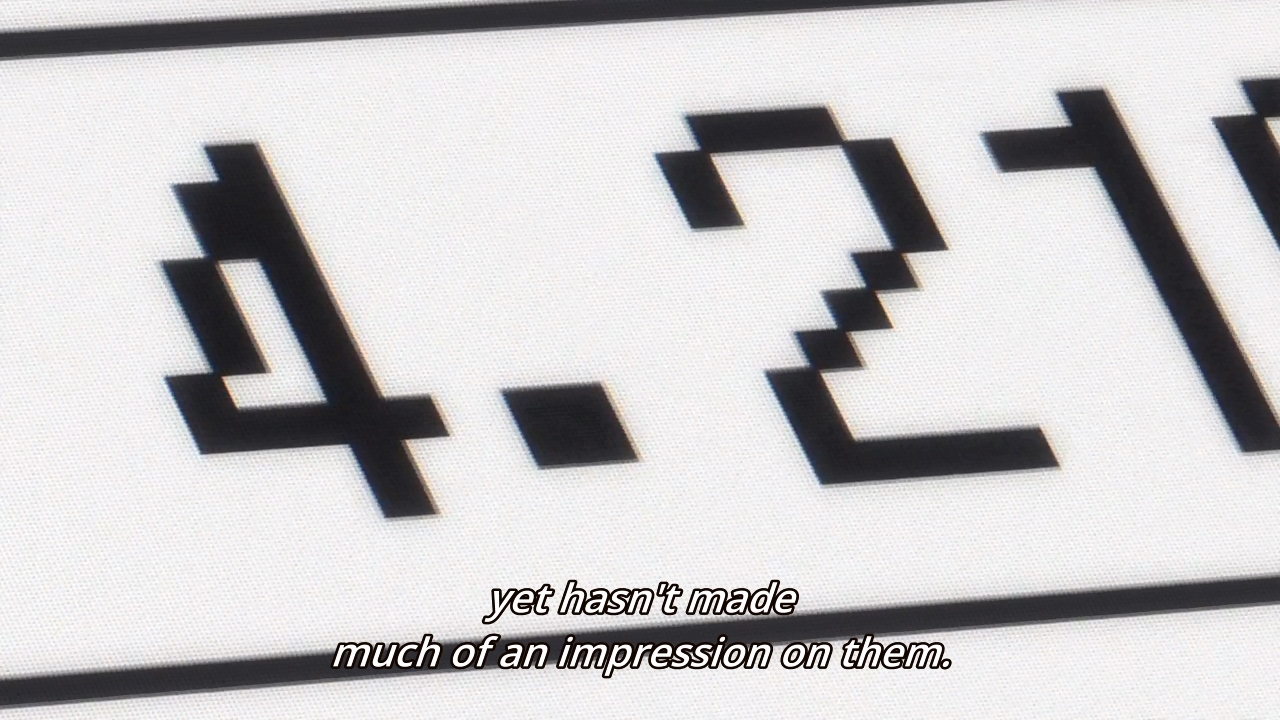 4.21
yet hasn't made
much of an impression on them.